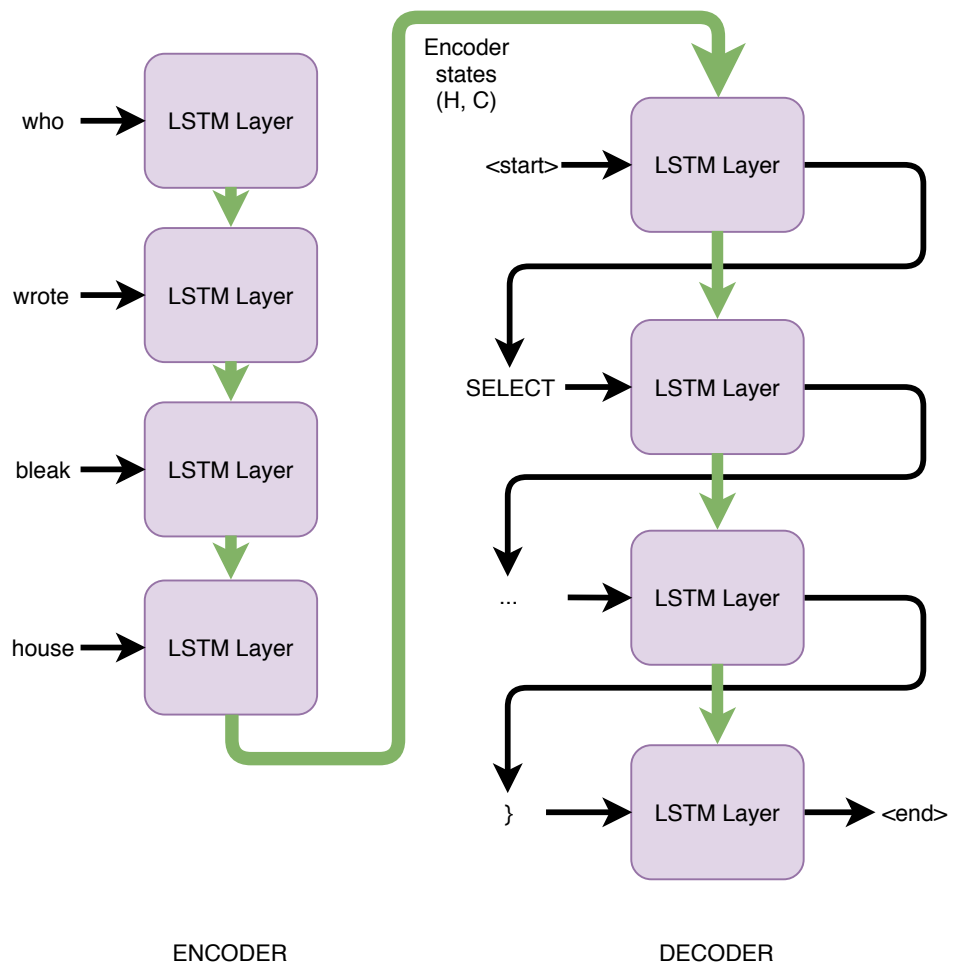 who
LSTM Layer
wrote
LSTM Layer
bleak
LSTM Layer
house
LSTM Layer
ENCODER
Encoder
states
(H, C)
<start>
LSTM Layer
SELECT
LSTM Layer
...
LSTM Layer
}
LSTM Layer
<end>
DECODER